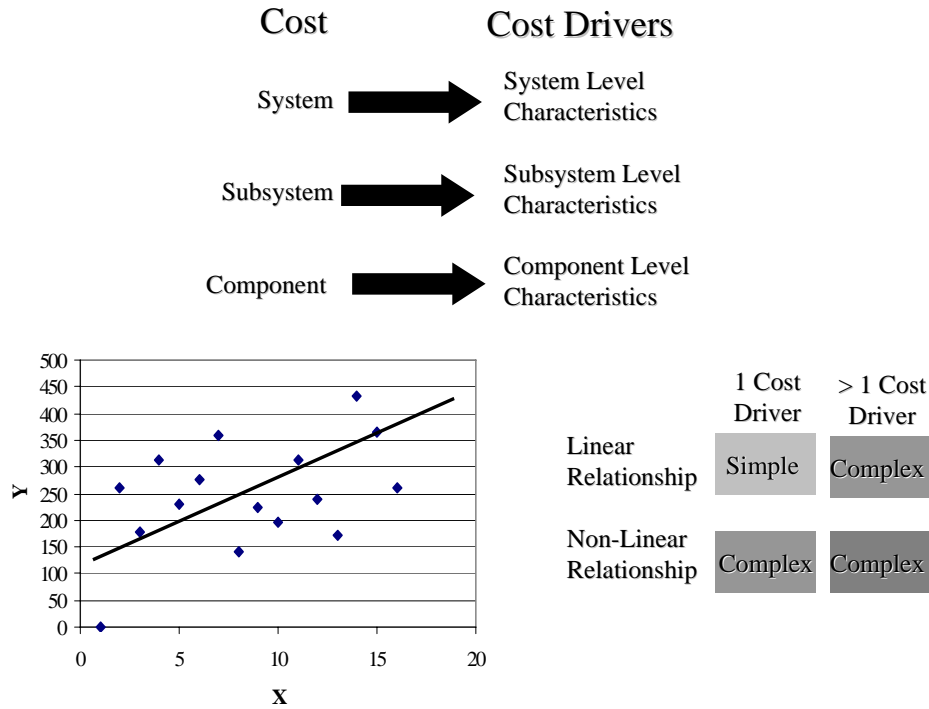 Cost
Cost Drivers
System
System Level
Characteristics
Subsystem
Subsystem Level
Characteristics
Component
Component Level
Characteristics
500
450
400
350
300
250
200
150
100
50
0
Y
0 5 10 15 20
X
1 Cost
Driver
> 1 Cost
Driver
Linear
Relationship
Simple
Complex
Non-Linear
Relationship
Complex
Complex